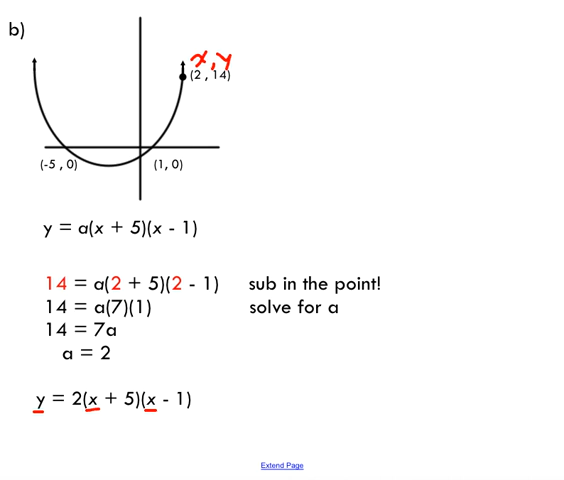 b)
x, y
(2 , 14)
(-5 , 0)
(1, 0)
y = a(x + 5)(x - 1)
14 = a(2 + 5)(2 - 1) sub in the point!
14 = a(7)(1) solve for a
14 = 7a
a = 2
y = 2(x + 5)(x - 1)
Extend Page